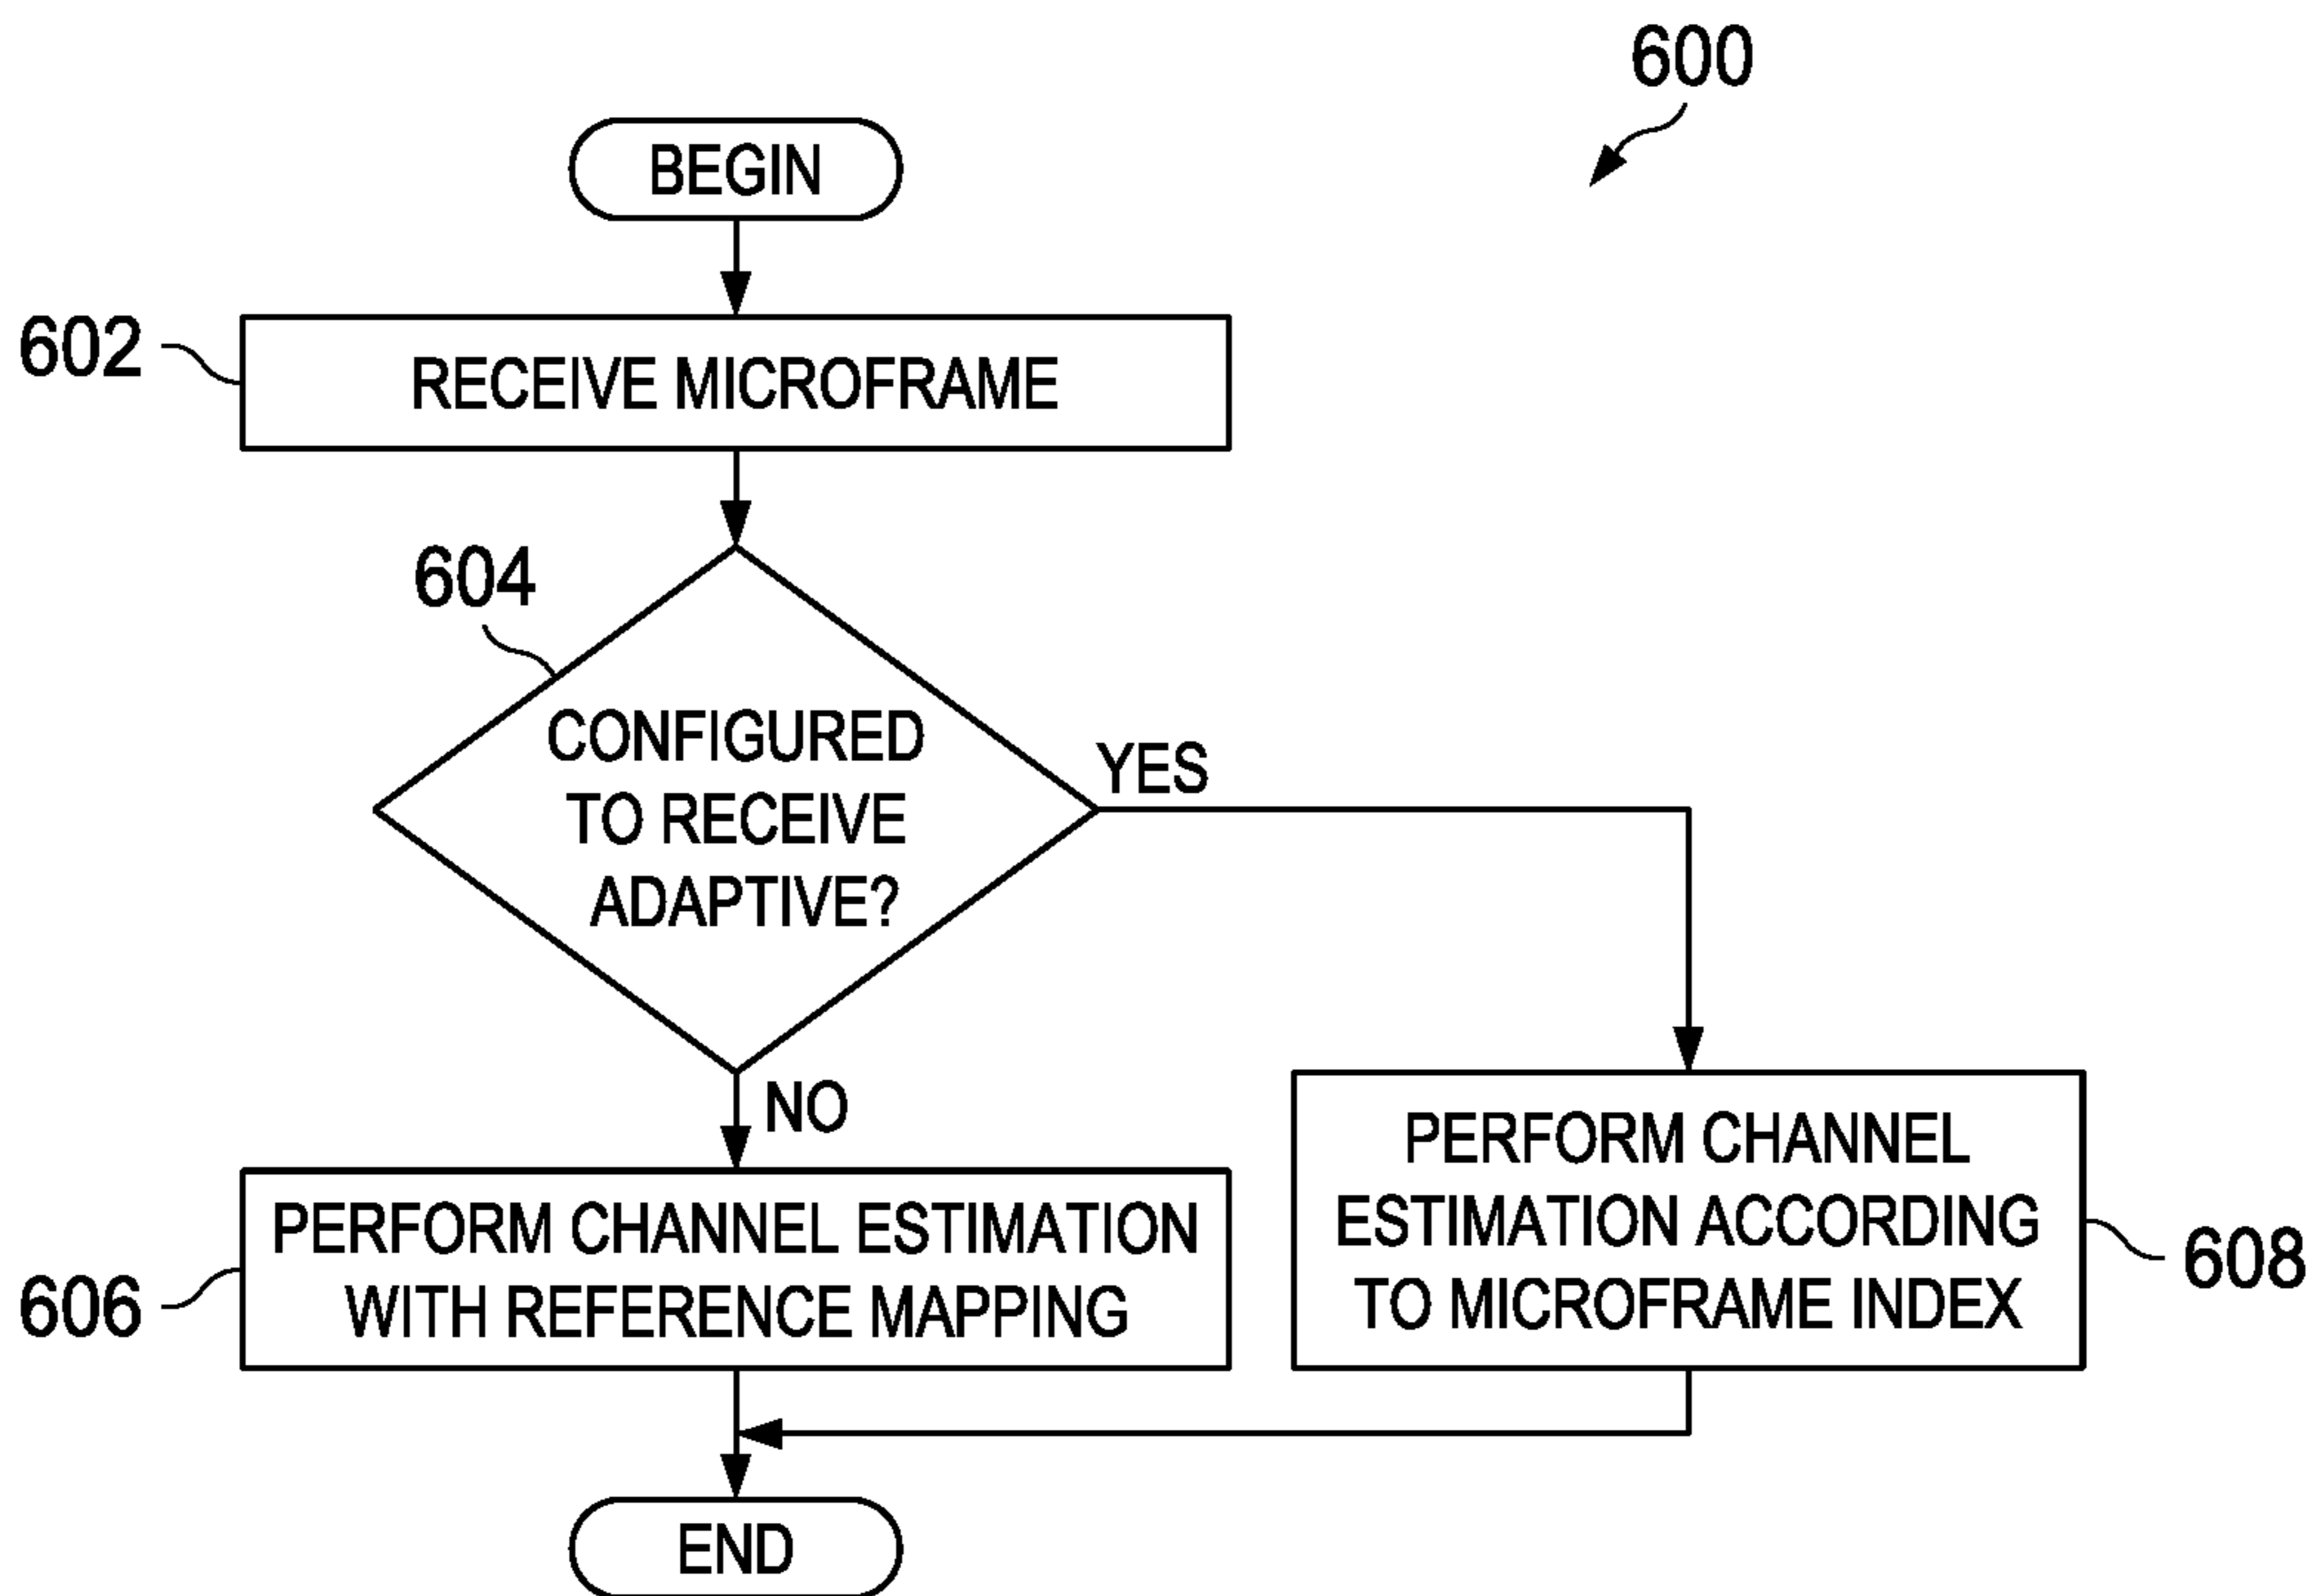 600
BEGIN
602
RECEIVE MICROFRAME
604
CONFIGURED
TO RECEIVE
ADAPTIVE?
YES
NO
PERFORM CHANNEL ESTIMATION
WITH REFERENCE MAPPING
606
PERFORM CHANNEL
ESTIMATION ACCORDING
TO MICROFRAME INDEX
608
END